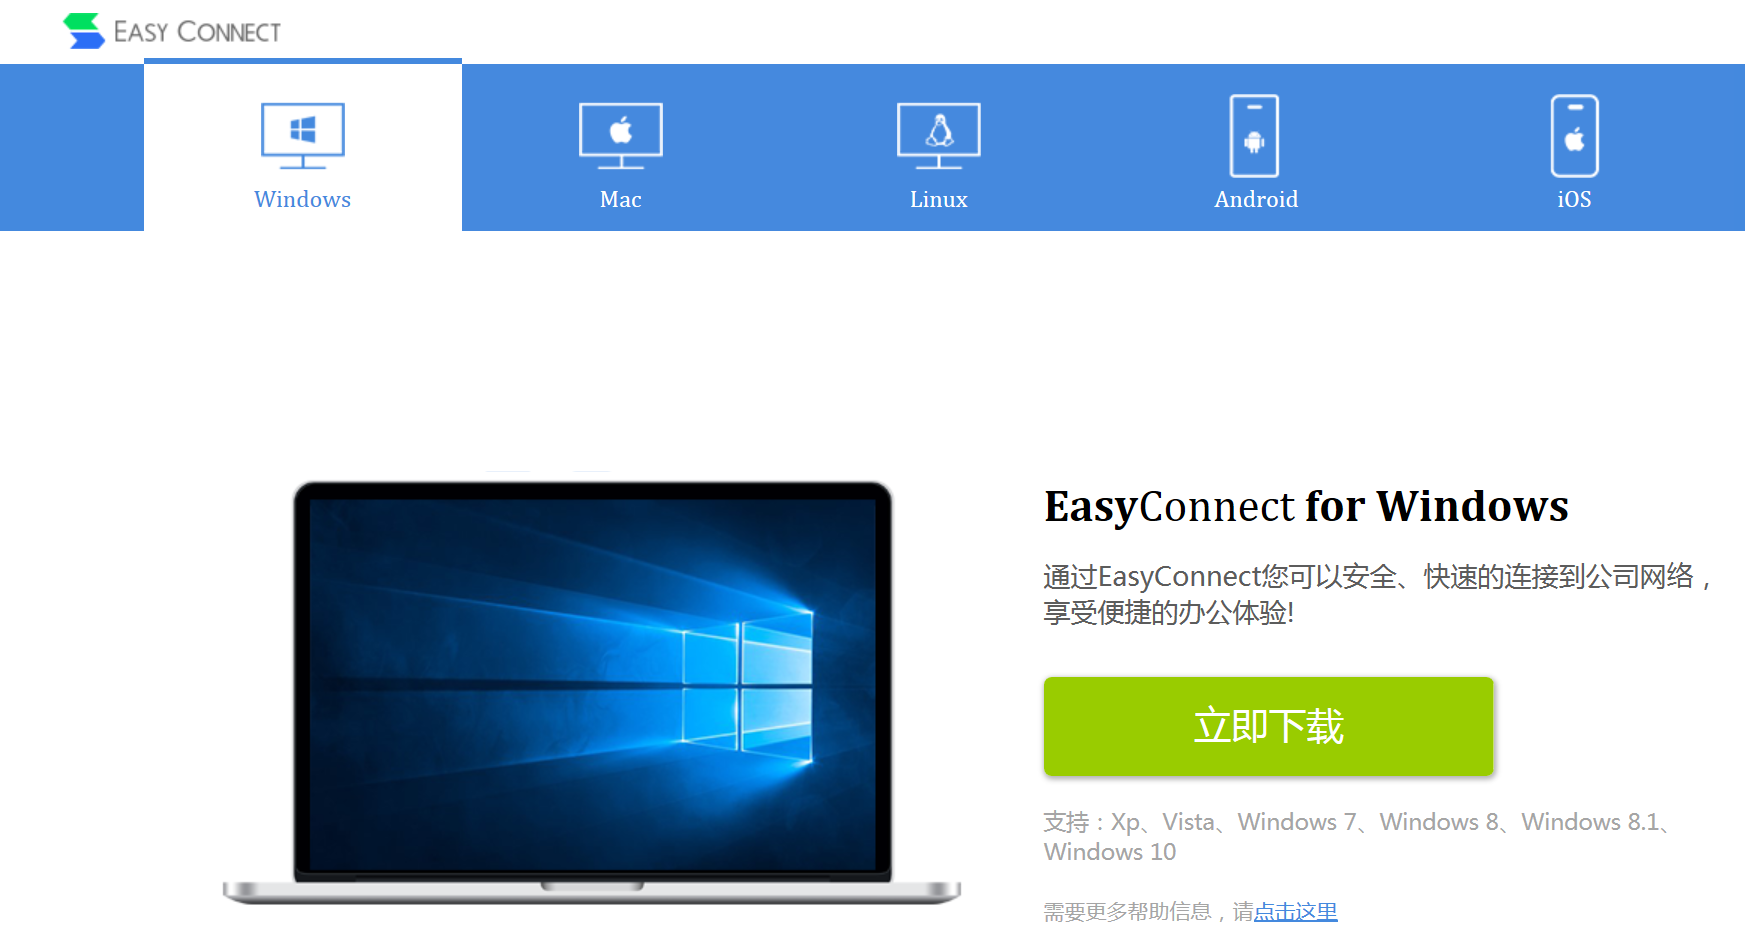 EASY CONNECT
Windows
Mac
Linux
Android
iOS
EasyConnect for Windows
通过EasyConnect您可以安全、快速的连接到公司网络，
享受便捷的办公体验!
立即下载
支持：Xp、Vista、Windows 7、Windows 8、Windows 8.1、
Windows 10
需要更多帮助信息，请点击这里